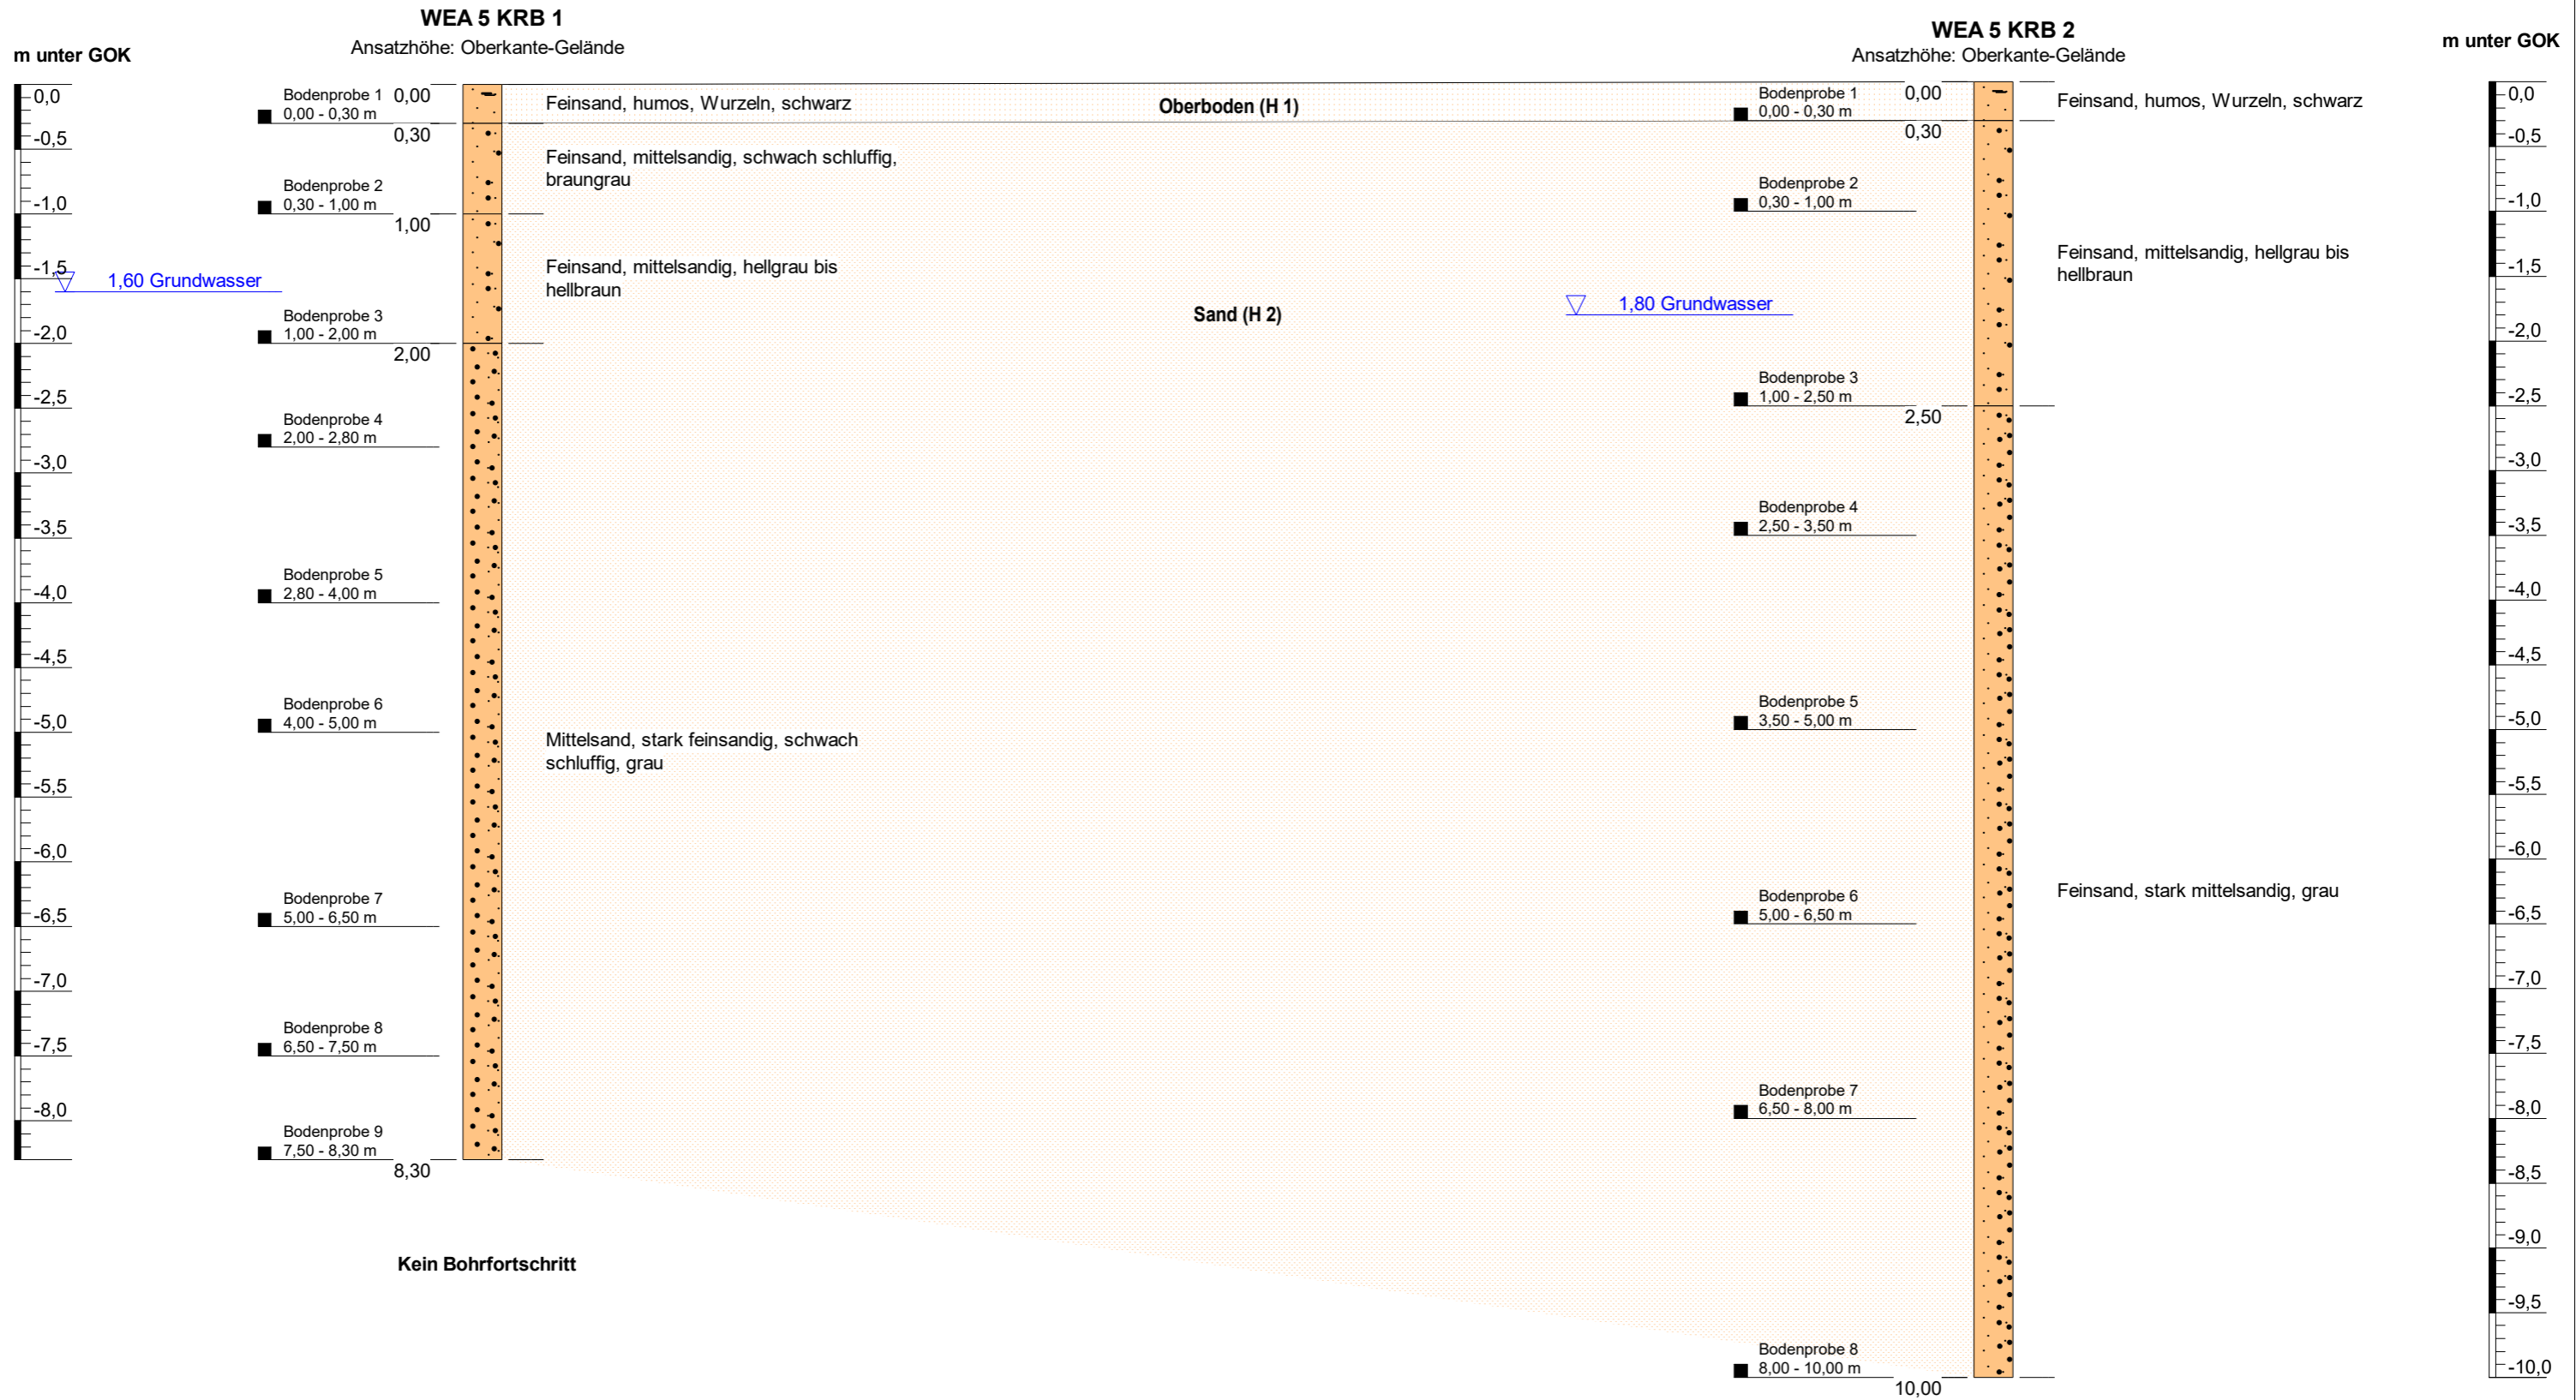 WEA 5 KRB 1
Ansatzhöhe: Oberkante-Gelände
m unter GOK
0,0
-0,5
-1,0
-1,5
-2,0
-2,5
-3,0
-3,5
-4,0
-4,5
-5,0
-5,5
-6,0
-6,5
-7,0
-7,5
-8,0
1,60 Grundwasser
Bodenprobe 1
0,00 - 0,30 m
Bodenprobe 2
0,30 - 1,00 m
Bodenprobe 3
1,00 - 2,00 m
Bodenprobe 4
2,00 - 2,80 m
Bodenprobe 5
2,80 - 4,00 m
Bodenprobe 6
4,00 - 5,00 m
Bodenprobe 7
5,00 - 6,50 m
Bodenprobe 8
6,50 - 7,50 m
Bodenprobe 9
7,50 - 8,30 m
0,00
0,30
1,00
2,00
8,30
Feinsand, humos, Wurzeln, schwarz
Feinsand, mittelsandig, schwach schluffig,
braungrau
Feinsand, mittelsandig, hellgrau bis
hellbraun
Mittelsand, stark feinsandig, schwach
schluffig, grau
Kein Bohrfortschritt
Oberboden (H 1)
Sand (H 2)
WEA 5 KRB 2
Ansatzhöhe: Oberkante-Gelände
1,80 Grundwasser
Bodenprobe 1
0,00 - 0,30 m
Bodenprobe 2
0,30 - 1,00 m
Bodenprobe 3
1,00 - 2,50 m
Bodenprobe 4
2,50 - 3,50 m
Bodenprobe 5
3,50 - 5,00 m
Bodenprobe 6
5,00 - 6,50 m
Bodenprobe 7
6,50 - 8,00 m
Bodenprobe 8
8,00 - 10,00 m
0,00
0,30
2,50
10,00
Feinsand, humos, Wurzeln, schwarz
Feinsand, mittelsandig, hellgrau bis
hellbraun
Feinsand, stark mittelsandig, grau
m unter GOK
0,0
-0,5
-1,0
-1,5
-2,0
-2,5
-3,0
-3,5
-4,0
-4,5
-5,0
-5,5
-6,0
-6,5
-7,0
-7,5
-8,0
-8,5
-9,0
-9,5
-10,0